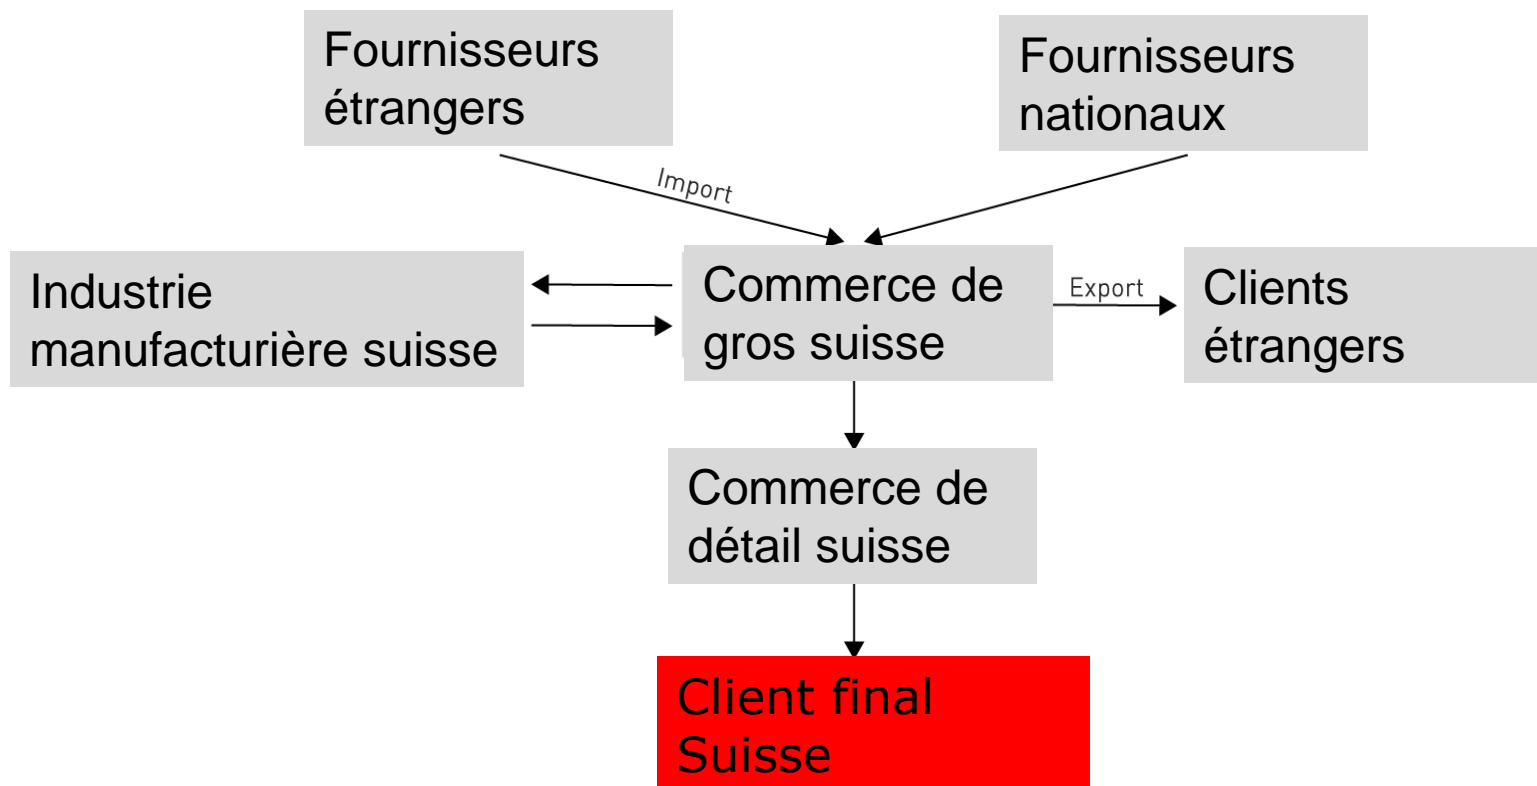 Fournisseurs
étrangers
Fournisseurs
nationaux
Import
Industrie
manufacturière suisse
Commerce de
gros suisse
Export
Clients
étrangers
Commerce de
détail suisse
Client final
Suisse